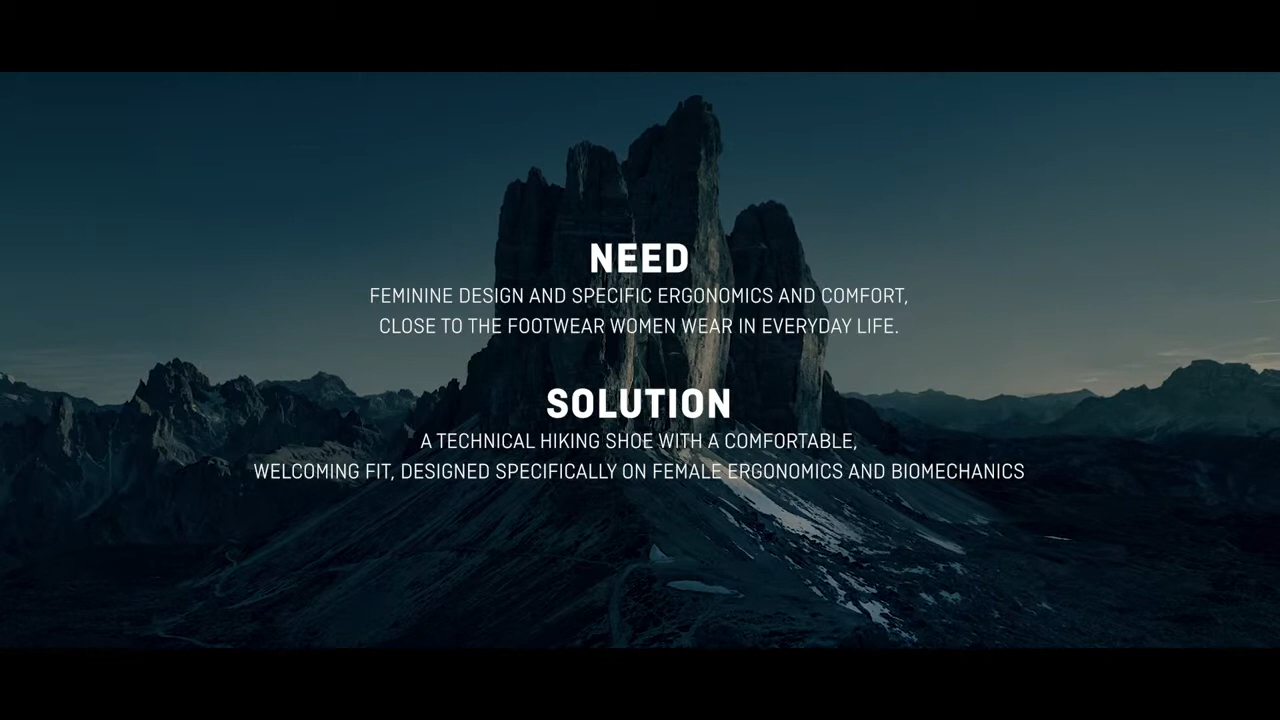 NEED
FEMININE DESIGN AND SPECIFIC ERGONOMICS AND COMFORT,
CLOSE TO THE FOOTWEAR WOMEN WEAR IN EVERYDAY LIFE.
SOLUTION
A TECHNICAL HIKING SHOE WITH A COMFORTABLE,
WELCOMING FIT, DESIGNED SPECIFICALLY ON FEMALE ERGONOMICS AND BIOMECHANICS